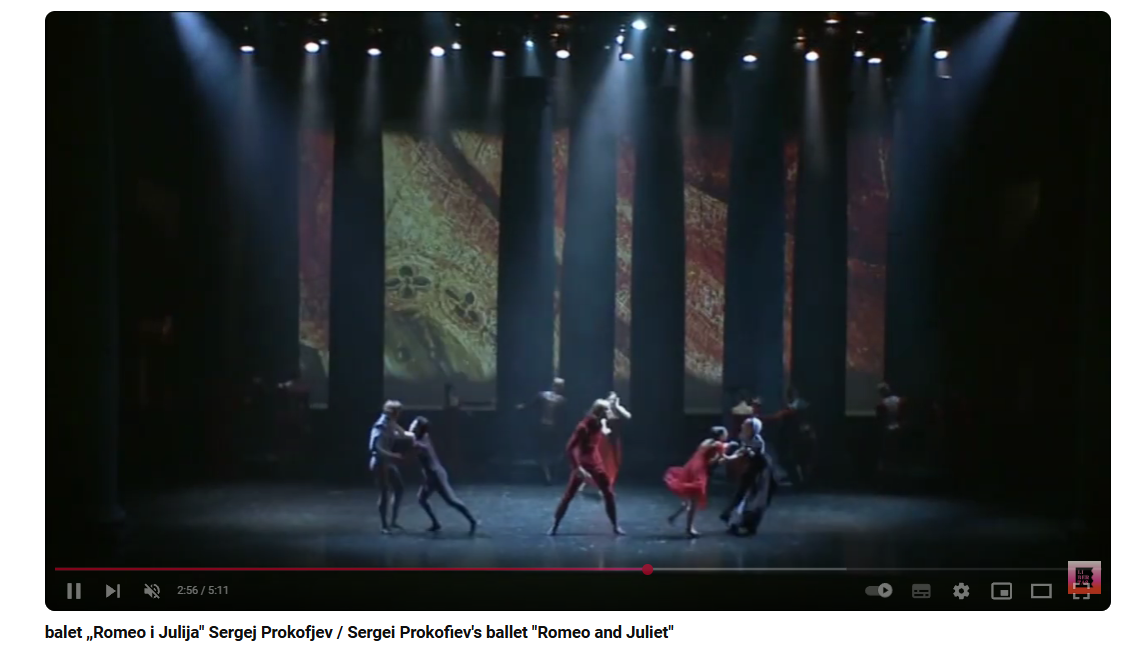 2:56 / 5:11
balet „Romeo i Julija" Sergej Prokofjev / Sergei Prokofiev's ballet "Romeo and Juliet"